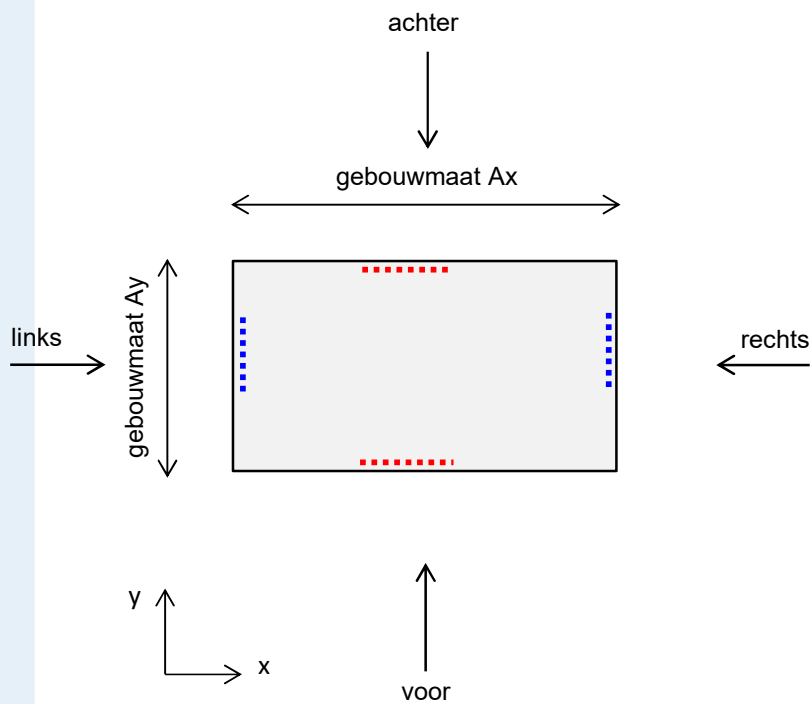 achter
gebouwmaat Ax
gebouwmaat Ay
links
rechts
y
x
voor